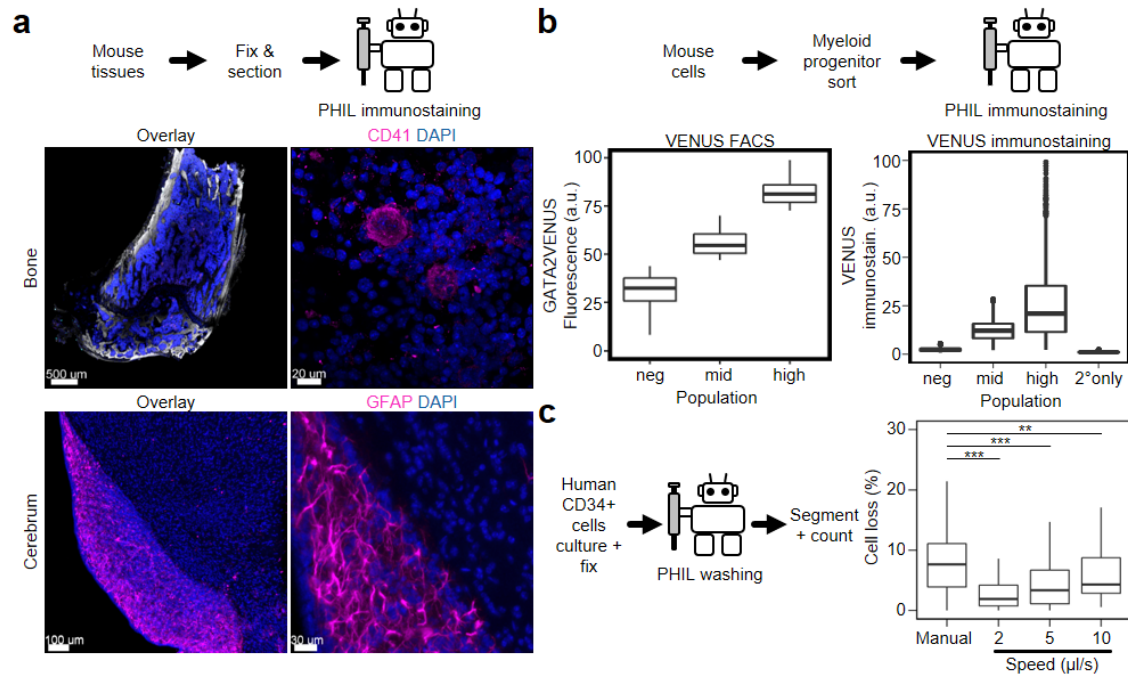 a
Mouse
tissues
Fix &
section
PHIL immunostaining
Overlay
CD41 DAPI
Bone
500 um
20 um
Overlay
GFAP DAPI
Cerebrum
100 um
30 um
b
Mouse
cells
Myeloid
progenitor
sort
PHIL immunostaining
VENUS FACS
GATA2VENUS
Fluorescence (a.u.)
100
75
50
25
0
neg mid high
Population
VENUS immunostaining
VENUS
immunostain. (a.u.)
100
75
50
25
0
neg mid high 2°only
Population
c
Human
CD34+
cells
culture +
fix
PHIL washing
Segment
+ count
Cell loss (%)
30
20
10
0
**
***
***
Manual 2 5 10
Speed (µl/s)